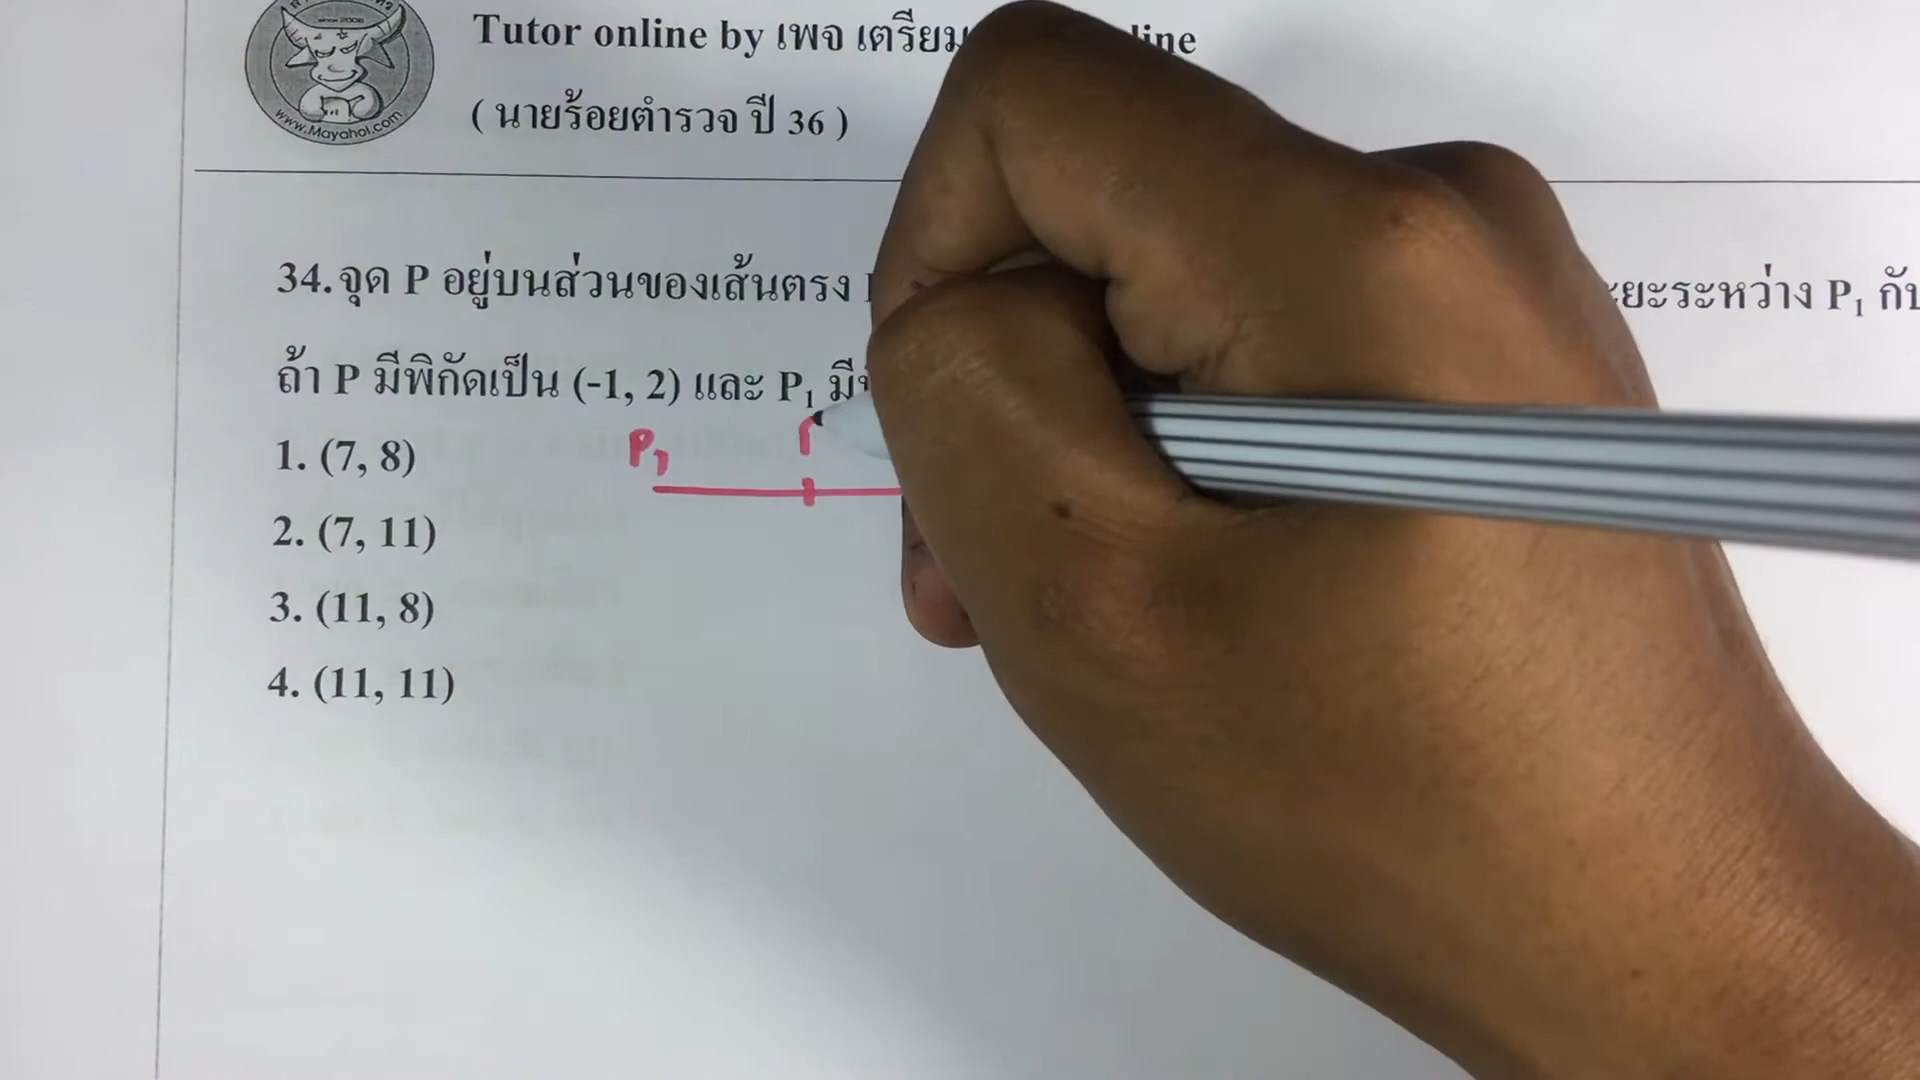 since 2006
www.Mayahol.com
Tutor online by เพจ เตรียม
( นายร้อยตำรวจ ปี 36 )
34. จุด P อยู่บนส่วนของเส้นตรง ระยะระหว่าง P₁ กับ
ถ้า P มีพิกัดเป็น (-1, 2) และ P₁ มี
P₁
1. (7, 8)
2. (7, 11)
3. (11, 8)
4. (11, 11)